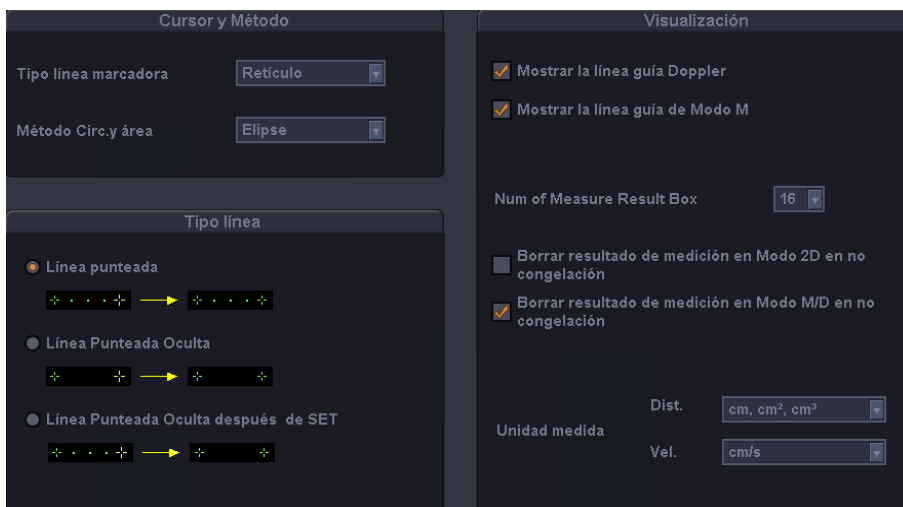 Cursor y Método
Tipo línea marcadora
Retículo
Método Circ.y área
Elipse
Tipo línea
Línea punteada
Línea Punteada Oculta
Línea Punteada Oculta después de SET
Visualización
Mostrar la línea guía Doppler
Mostrar la línea guía de Modo M
Num of Measure Result Box
16
Borrar resultado de medición en Modo 2D en no
congelación
Borrar resultado de medición en Modo M/D en no
congelación
Unidad medida
Dist.
cm, cm², cm³
Vel.
cm/s